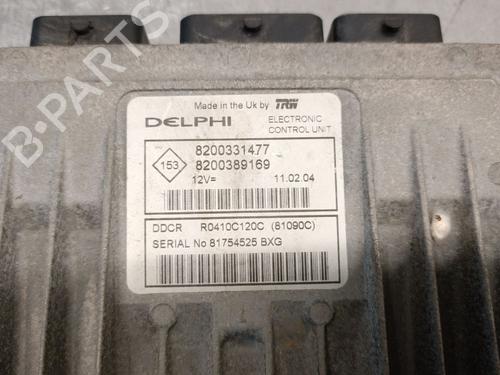 Made in the Uk by TRW
DELPHI ELECTRONIC
CONTROL UNIT
153
8200331477
8200389169
12V= 11.02.04
DDCR R0410C120C (81090C)
SERIAL No 81754525 BXG
B-PARTS